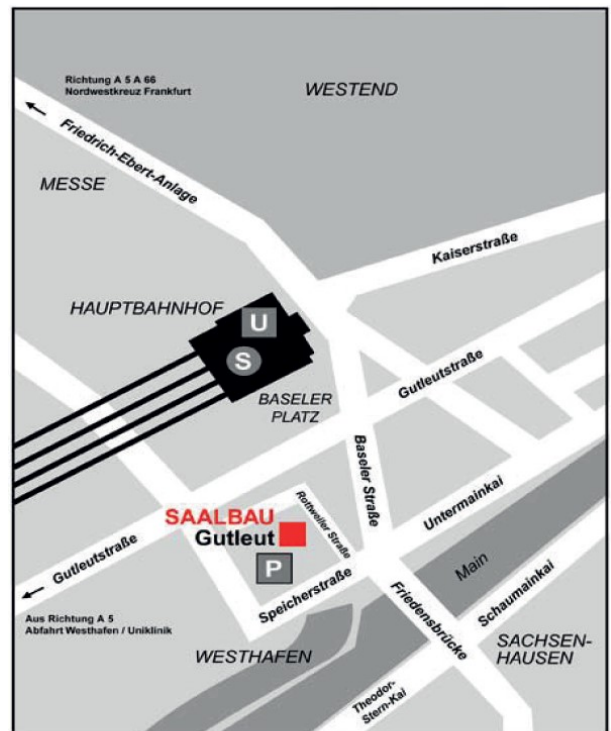 Richtung A 5 A 66
Nordwestkreuz Frankfurt
WESTEND
Friedrich-Ebert-Anlage
MESSE
Kaiserstraße
HAUPTBAHNHOF
U
S
Gutleutstraße
BASELER
PLATZ
Baseler Straße
Rottweiler Straße
SAALBAU
Gutleut
P
Untermainkai
Gutleutstraße
Main
Speicherstraße
Schaumainkai
Aus Richtung A 5
Abfahrt Westhafen / Uniklinik
Friedensbrücke
WESTHAFEN
SACHSEN-
HAUSEN
Theodor-
Stern-Kai